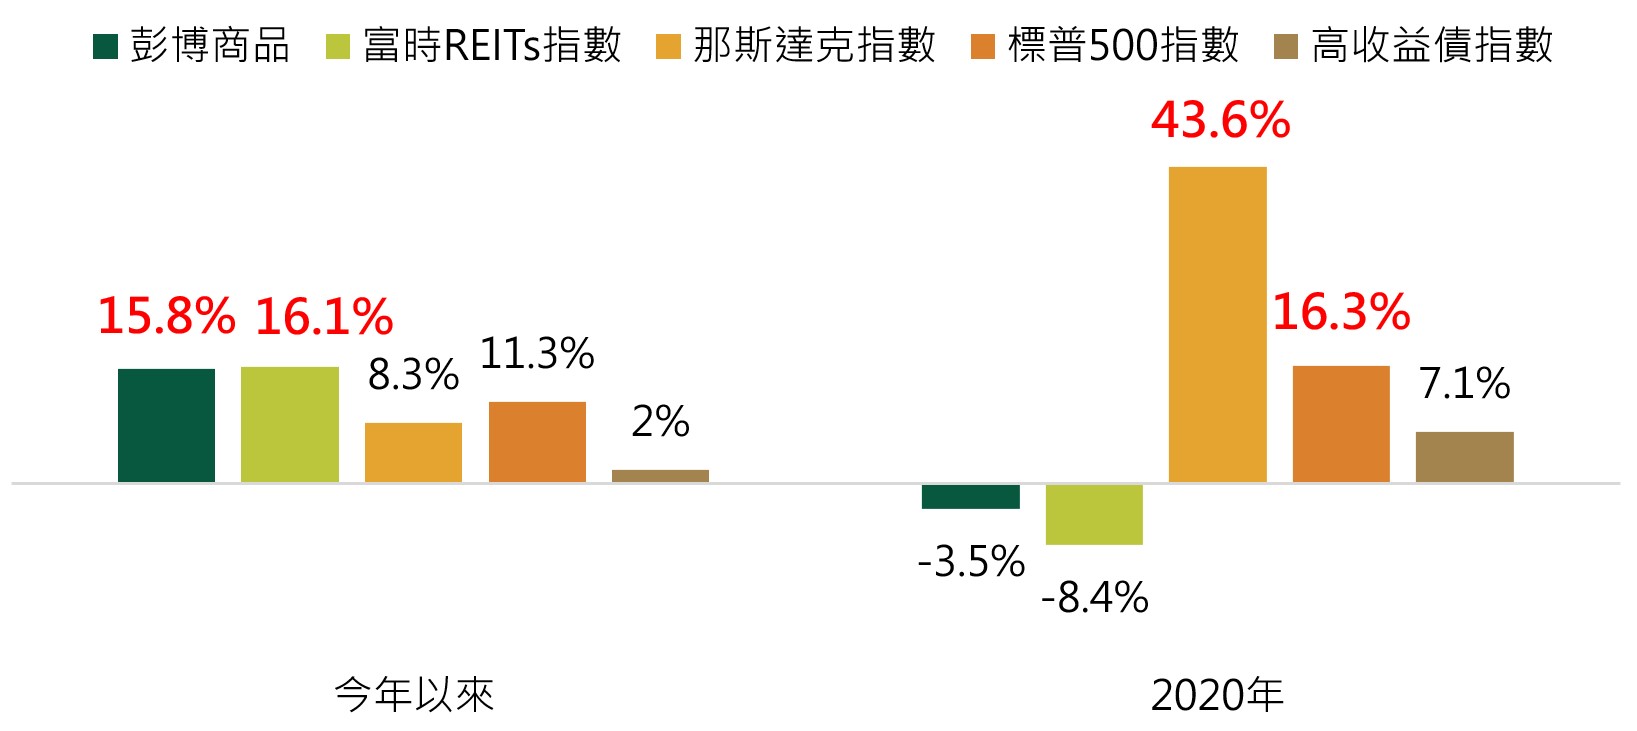 彭博商品 富時REITs指數 那斯達克指數 標普500指數 高收益債指數
15.8% 16.1% 8.3% 11.3% 2%
-3.5% -8.4% 43.6% 16.3% 7.1%
今年以來 2020年